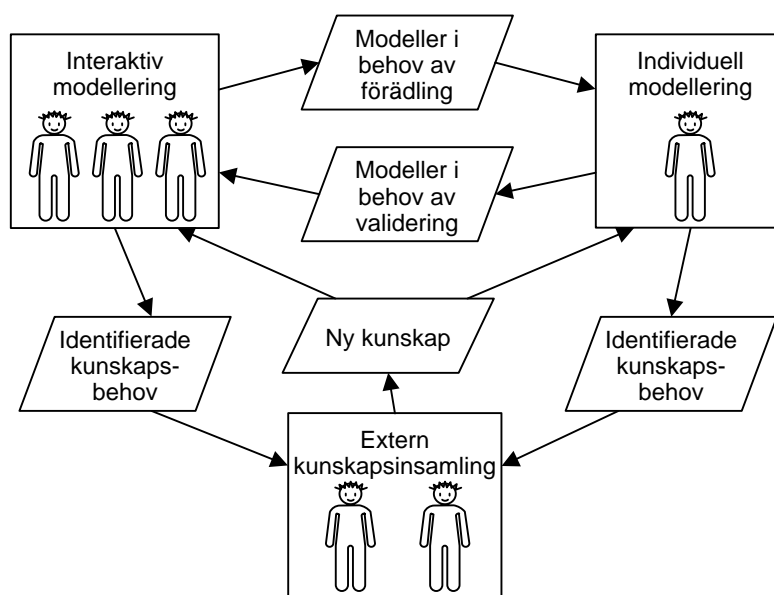 Interaktiv
modellering
Modeller i
behov av
förädling
Individuell
modellering
Modeller i
behov av
validering
Identifierade
kunskaps-
behov
Ny kunskap
Identifierade
kunskaps-
behov
Extern
kunskapsinsamling